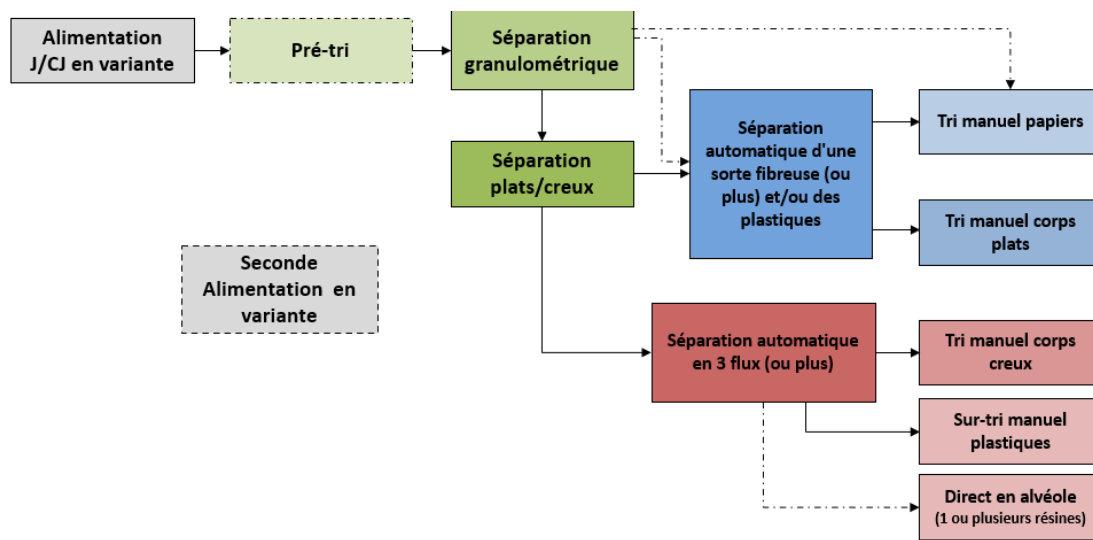 Alimentation
J/CJ en variante
Pré-tri
Séparation
granulométrique
Séparation
plats/creux
Séparation
automatique d'une
sorte fibreuse (ou
plus) et/ou des
plastiques
Tri manuel papiers
Tri manuel corps
plats
Seconde
Alimentation en
variante
Séparation automatique
en 3 flux (ou plus)
Tri manuel corps
creux
Sur-tri manuel
plastiques
Direct en alvéole
(1 ou plusieurs résines)